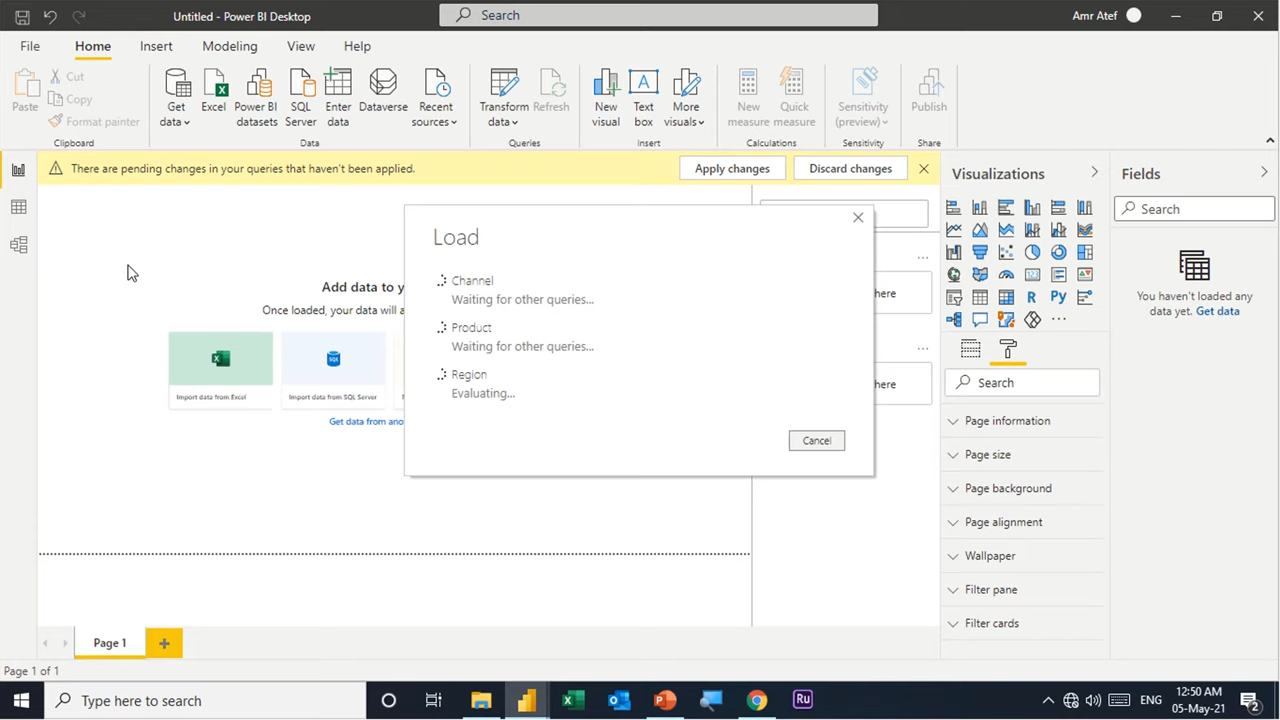 Untitled - Power BI Desktop
Search
Amr Atef
File
Home
Insert
Modeling
View
Help
Paste
Cut
Copy
Format painter
Clipboard
Get data
Excel
Power BI datasets
SQL Server
Enter data
Dataverse
Recent sources
Data
Transform data
Refresh
Queries
New visual
Text box
More visuals
Insert
New measure
Quick measure
Calculations
Sensitivity (preview)
Sensitivity
Publish
Share
There are pending changes in your queries that haven't been applied.
Apply changes
Discard changes
Add data to y
Once loaded, your data will a
Import data from Excel
Import data from SQL Server
Get data from ano
Load
Channel
Waiting for other queries...
Product
Waiting for other queries...
Region
Evaluating...
Cancel
here
here
Visualizations
R
Py
Search
Page information
Page size
Page background
Page alignment
Wallpaper
Filter pane
Filter cards
Fields
Search
You haven't loaded any
data yet. Get data
Page 1
Page 1 of 1
Type here to search
Ru
ENG
12:50 AM
05-May-21
2